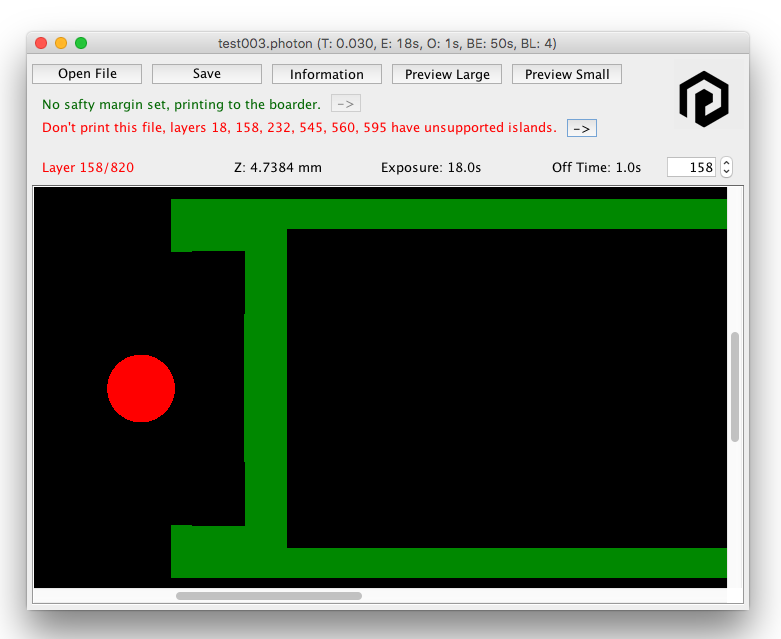 test003.photon (T: 0.030, E: 18s, O: 1s, BE: 50s, BL: 4)
Open File Save Information Preview Large Preview Small
No safty margin set, printing to the boarder. ->
Don't print this file, layers 18, 158, 232, 545, 560, 595 have unsupported islands. ->
Layer 158/820 Z: 4.7384 mm Exposure: 18.0s Off Time: 1.0s 158